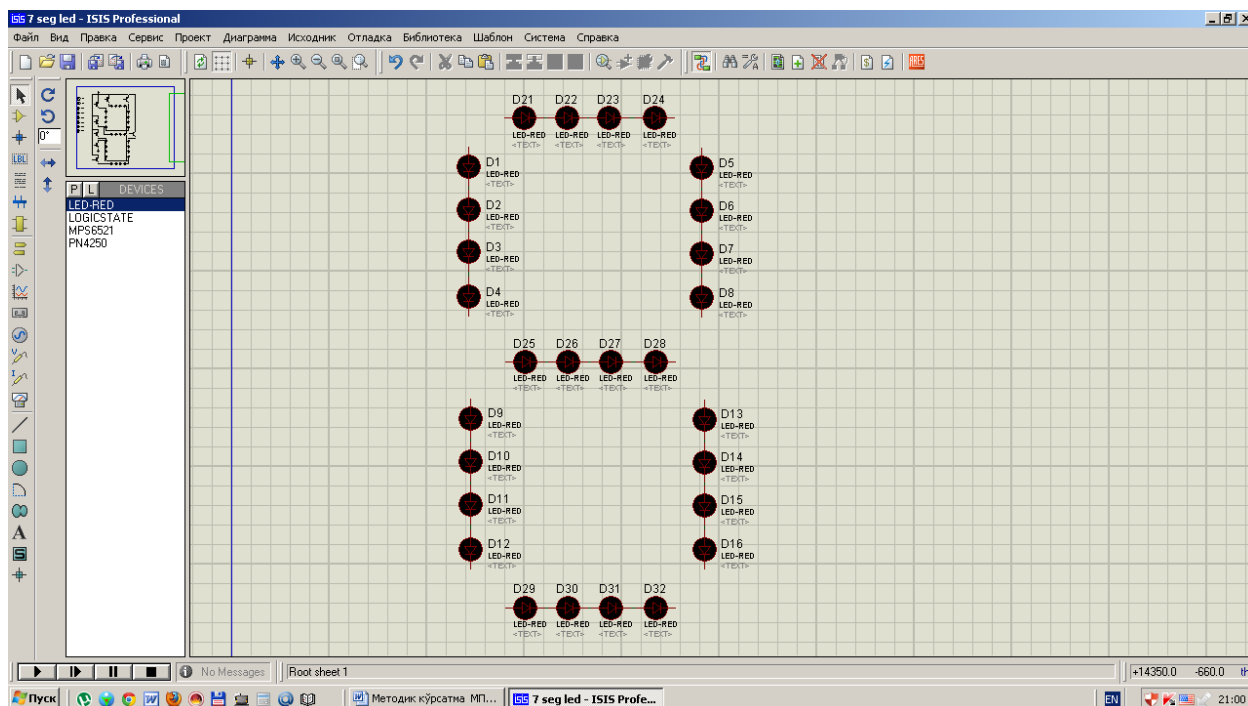 ISIS 7 seg led - ISIS Professional
Файл Вид Правка Сервис Проект Диаграмма Исходник Отладка Библиотека Шаблон Система Справка
0°
LBL
P L DEVICES
LED-RED
LOGICSTATE
MPS6521
PN4250
A
S
D21 D22 D23 D24
LED-RED LED-RED LED-RED LED-RED
<TEXT> <TEXT> <TEXT> <TEXT>
D1
LED-RED
<TEXT>
D2
LED-RED
<TEXT>
D3
LED-RED
<TEXT>
D4
LED-RED
<TEXT>
D5
LED-RED
<TEXT>
D6
LED-RED
<TEXT>
D7
LED-RED
<TEXT>
D8
LED-RED
<TEXT>
D25 D26 D27 D28
LED-RED LED-RED LED-RED LED-RED
<TEXT> <TEXT> <TEXT> <TEXT>
D9
LED-RED
<TEXT>
D10
LED-RED
<TEXT>
D11
LED-RED
<TEXT>
D12
LED-RED
<TEXT>
D13
LED-RED
<TEXT>
D14
LED-RED
<TEXT>
D15
LED-RED
<TEXT>
D16
LED-RED
<TEXT>
D29 D30 D31 D32
LED-RED LED-RED LED-RED LED-RED
<TEXT> <TEXT> <TEXT> <TEXT>
No Messages Root sheet 1 +14350.0 -660.0 th
Пуск Методик кўрсатма МП... ISIS 7 seg led - ISIS Profe... EN 21:00